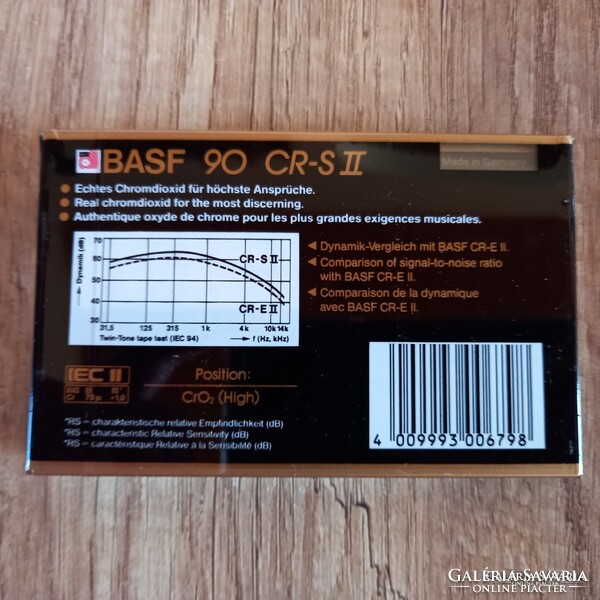 BASF 90 CR-S II
Made in Germany
Echtes Chromdioxid für höchste Ansprüche.
Real chromdioxid for the most discerning.
Authentique oxyde de chrome pour les plus grandes exigences musicales.
Dynamik (dB)
70
60
50
40
30
CR-S II
CR-E II
31,5 125 315 1k 4k 10k 14k
Twin-Tone tape test (IEC 94) f (Hz, kHz)
Dynamik-Vergleich mit BASF CR-E II.
Comparison of signal-to-noise ratio
with BASF CR-E II.
Comparaison de la dynamique
avec BASF CR-E II.
IEC II
Cr 70µ
Position:
CrO₂ (High)
*RS = charakteristische relative Empfindlichkeit (dB)
*RS = characteristic Relative Sensitivity (dB)
*RS = caractéristique Relative à la Sensibilité (dB)
4 009993 006798
GALÉRIA SAVARIA
ONLINE PIACTÉR